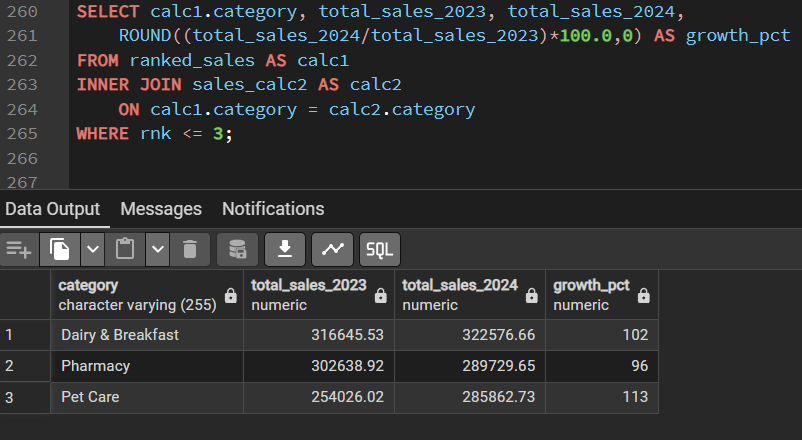 260 SELECT calc1.category, total_sales_2023, total_sales_2024,
261 ROUND((total_sales_2024/total_sales_2023)*100.0,0) AS growth_pct
262 FROM ranked_sales AS calc1
263 INNER JOIN sales_calc2 AS calc2
264 ON calc1.category = calc2.category
265 WHERE rnk <= 3;
266
267
Data Output Messages Notifications
SQL
category total_sales_2023 total_sales_2024 growth_pct
character varying (255) numeric numeric numeric
1 Dairy & Breakfast 316645.53 322576.66 102
2 Pharmacy 302638.92 289729.65 96
3 Pet Care 254026.02 285862.73 113